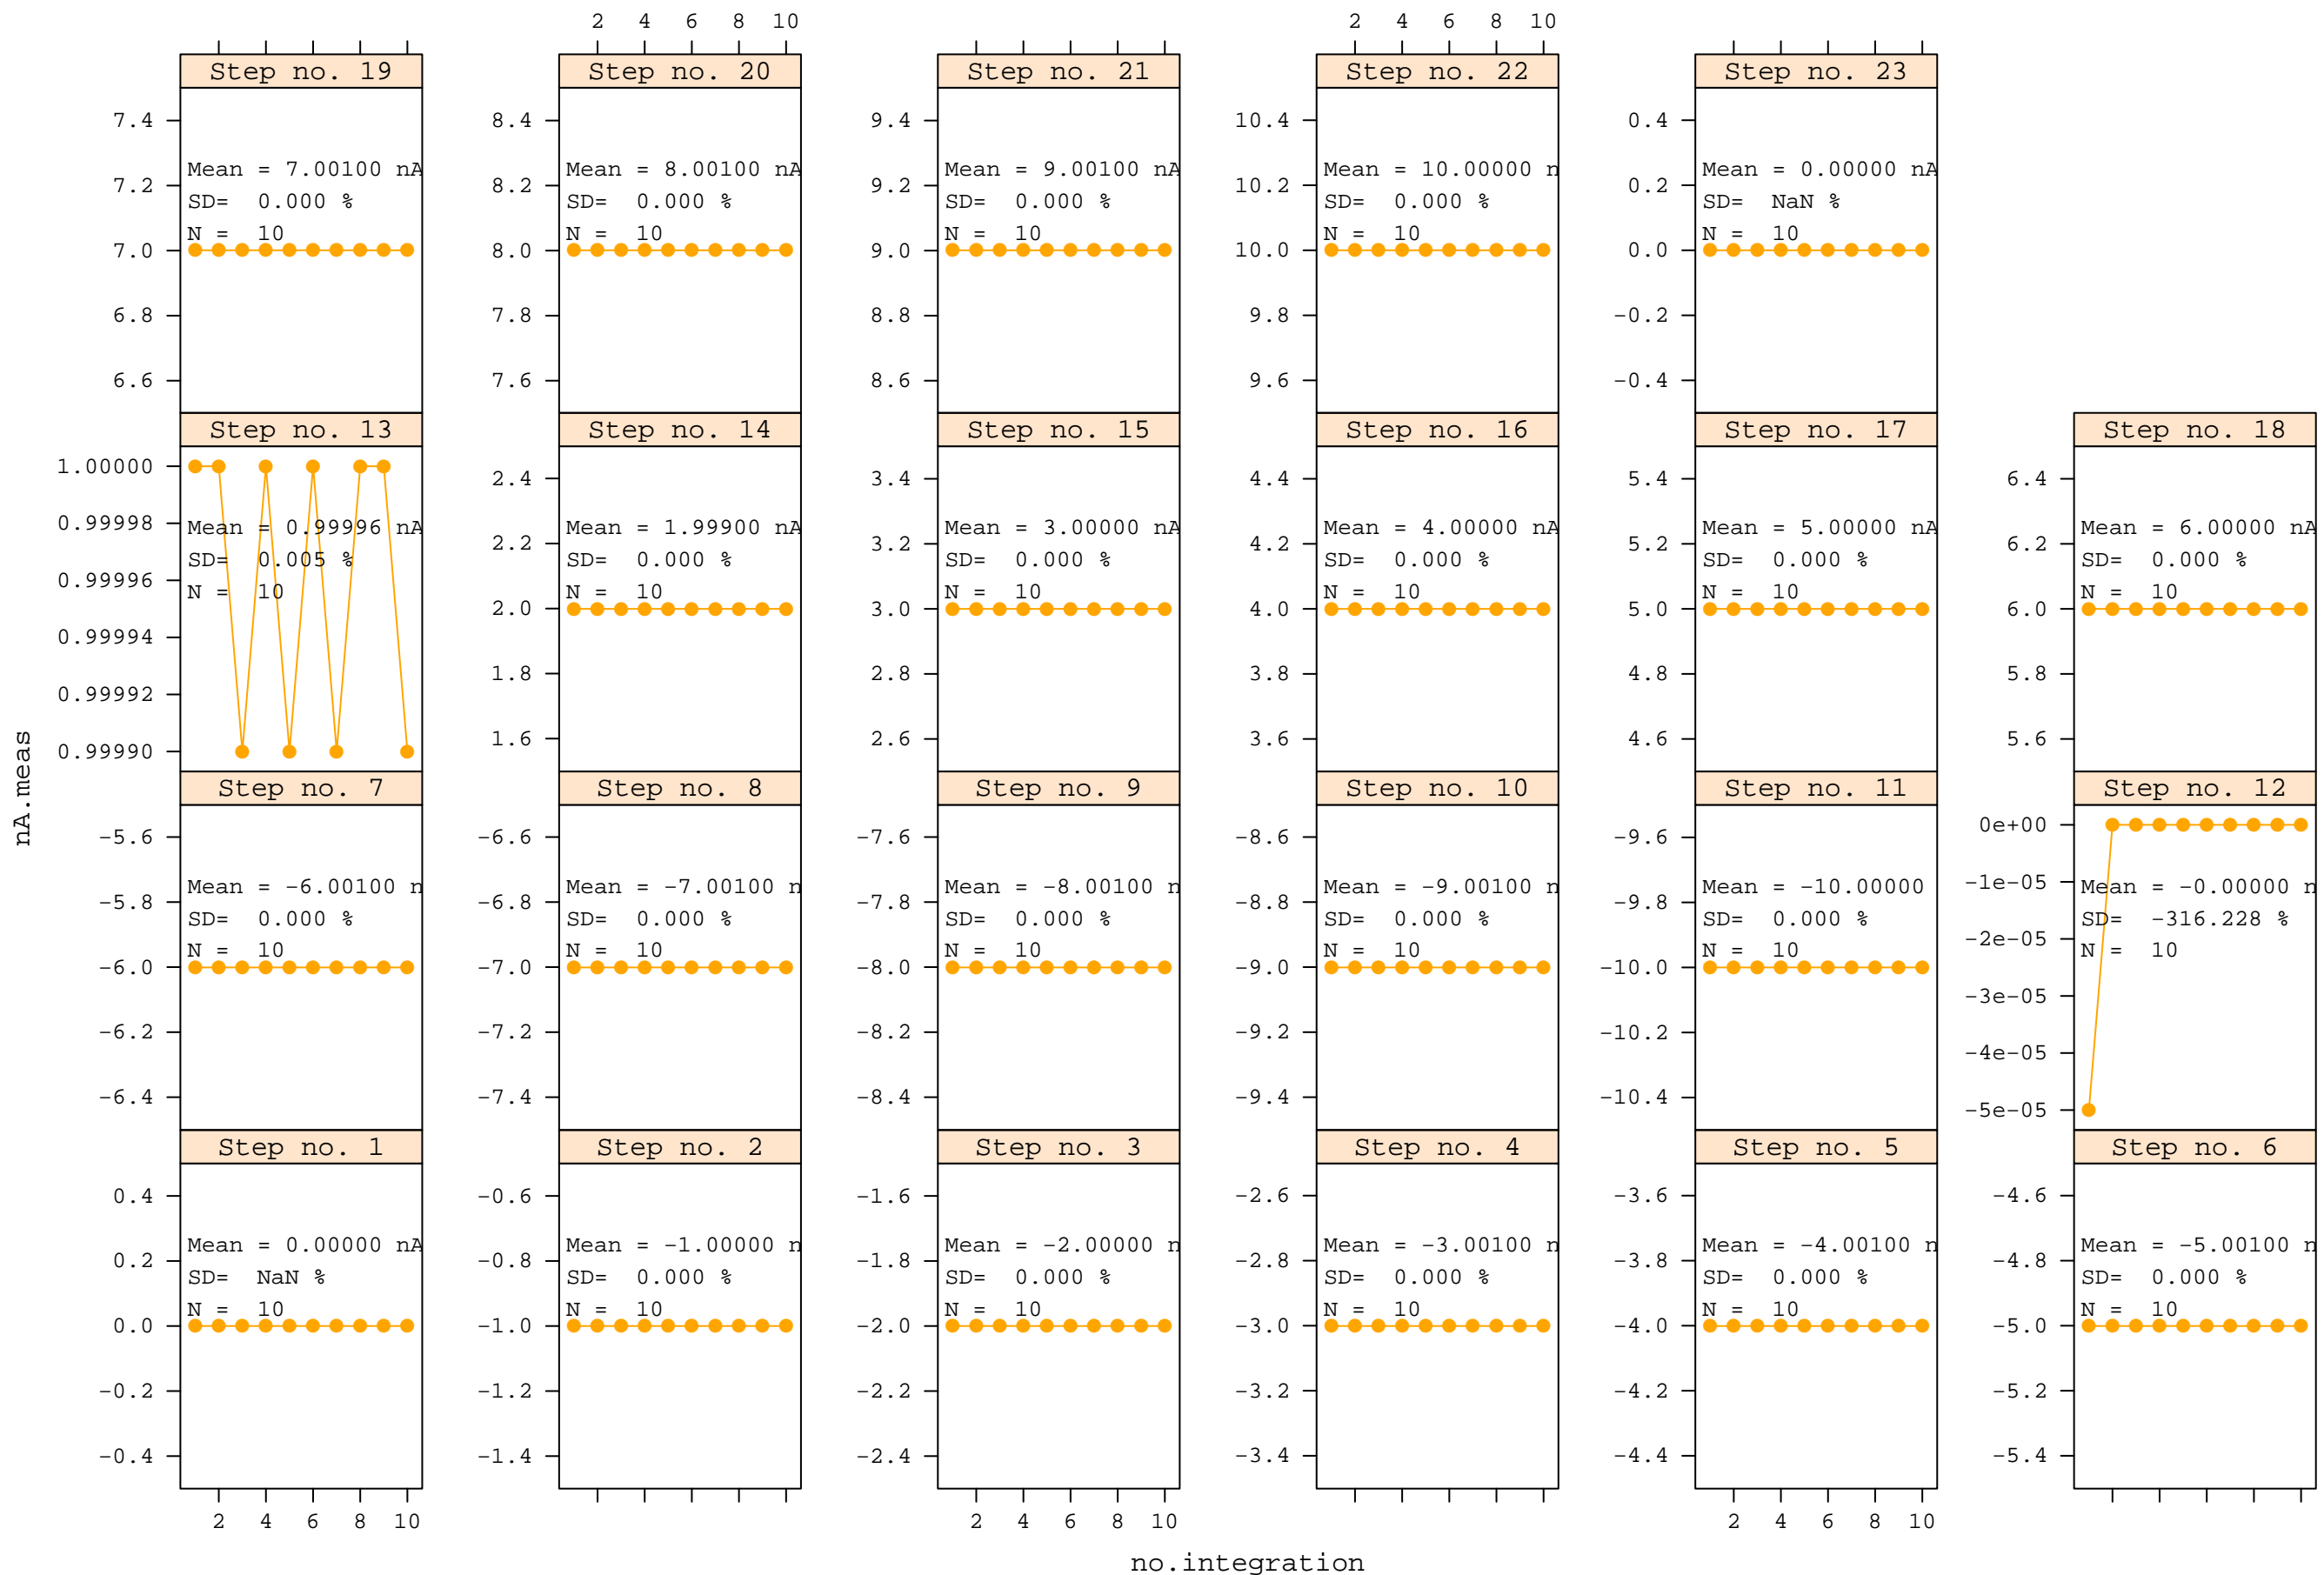 2 4 6 8 10
2 4 6 8 10
Step no. 19
Step no. 20
Step no. 21
Step no. 22
Step no. 23
7.4
7.2
7.0
6.8
6.6
Mean = 7.00100 nA
SD= 0.000 %
N = 10
8.4
8.2
8.0
7.8
7.6
Mean = 8.00100 nA
SD= 0.000 %
N = 10
9.4
9.2
9.0
8.8
8.6
Mean = 9.00100 nA
SD= 0.000 %
N = 10
10.4
10.2
10.0
9.8
9.6
Mean = 10.00000 n
SD= 0.000 %
N = 10
0.4
0.2
0.0
−0.2
−0.4
Mean = 0.00000 nA
SD= NaN %
N = 10
Step no. 13
Step no. 14
Step no. 15
Step no. 16
Step no. 17
Step no. 18
1.00000
0.99998
0.99996
0.99994
0.99992
0.99990
Mean = 0.99996 nA
SD= 0.005 %
N = 10
2.4
2.2
2.0
1.8
1.6
Mean = 1.99900 nA
SD= 0.000 %
N = 10
3.4
3.2
3.0
2.8
2.6
Mean = 3.00000 nA
SD= 0.000 %
N = 10
4.4
4.2
4.0
3.8
3.6
Mean = 4.00000 nA
SD= 0.000 %
N = 10
5.4
5.2
5.0
4.8
4.6
Mean = 5.00000 nA
SD= 0.000 %
N = 10
6.4
6.2
6.0
5.8
5.6
Mean = 6.00000 nA
SD= 0.000 %
N = 10
nA.meas
Step no. 7
Step no. 8
Step no. 9
Step no. 10
Step no. 11
Step no. 12
−5.6
−5.8
−6.0
−6.2
−6.4
Mean = −6.00100 n
SD= 0.000 %
N = 10
−6.6
−6.8
−7.0
−7.2
−7.4
Mean = −7.00100 n
SD= 0.000 %
N = 10
−7.6
−7.8
−8.0
−8.2
−8.4
Mean = −8.00100 n
SD= 0.000 %
N = 10
−8.6
−8.8
−9.0
−9.2
−9.4
Mean = −9.00100 n
SD= 0.000 %
N = 10
−9.6
−9.8
−10.0
−10.2
−10.4
Mean = −10.00000
SD= 0.000 %
N = 10
0e+00
−1e−05
−2e−05
−3e−05
−4e−05
−5e−05
Mean = −0.00000 n
SD= −316.228 %
N = 10
Step no. 1
Step no. 2
Step no. 3
Step no. 4
Step no. 5
Step no. 6
0.4
0.2
0.0
−0.2
−0.4
Mean = 0.00000 nA
SD= NaN %
N = 10
−0.6
−0.8
−1.0
−1.2
−1.4
Mean = −1.00000 n
SD= 0.000 %
N = 10
−1.6
−1.8
−2.0
−2.2
−2.4
Mean = −2.00000 n
SD= 0.000 %
N = 10
−2.6
−2.8
−3.0
−3.2
−3.4
Mean = −3.00100 n
SD= 0.000 %
N = 10
−3.6
−3.8
−4.0
−4.2
−4.4
Mean = −4.00100 n
SD= 0.000 %
N = 10
−4.6
−4.8
−5.0
−5.2
−5.4
Mean = −5.00100 n
SD= 0.000 %
N = 10
2 4 6 8 10
2 4 6 8 10
2 4 6 8 10
no.integration